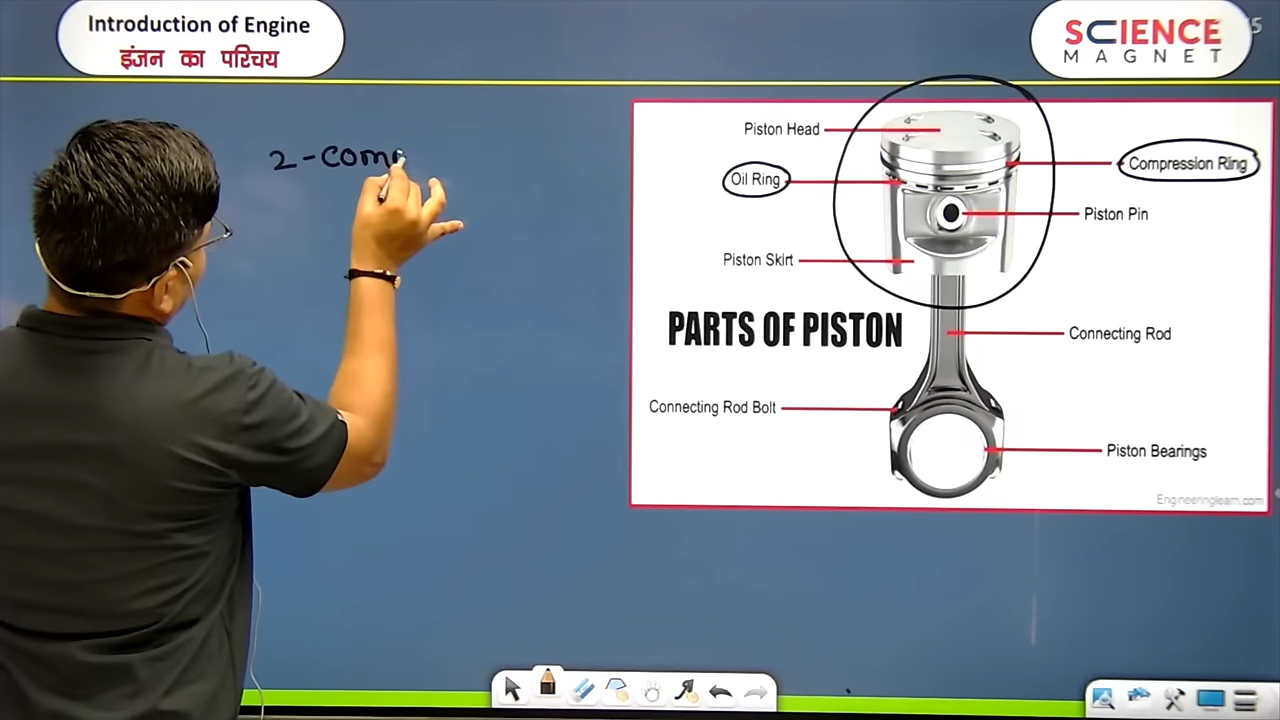 Introduction of Engine
इंजन का परिचय
SCIENCE
MAGNET
2-Com
Piston Head
Oil Ring
Compression Ring
Piston Pin
Piston Skirt
PARTS OF PISTON
Connecting Rod
Connecting Rod Bolt
Piston Bearings
Engineeringlearn.com